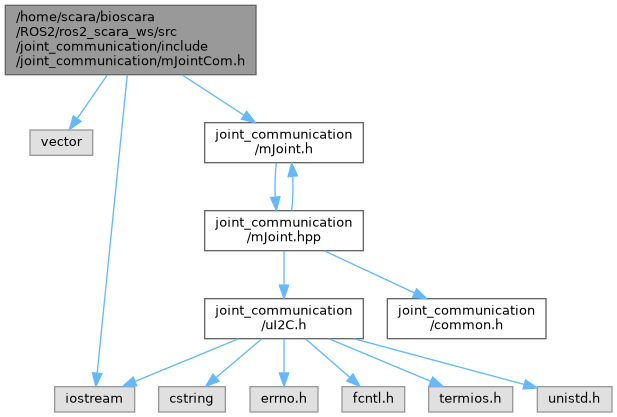 /home/scara/bioscara
/ROS2/ros2_scara_ws/src
/joint_communication/include
/joint_communication/mJointCom.h
vector
joint_communication
/mJoint.h
joint_communication
/mJoint.hpp
joint_communication
/uI2C.h
joint_communication
/common.h
iostream
cstring
errno.h
fcntl.h
termios.h
unistd.h